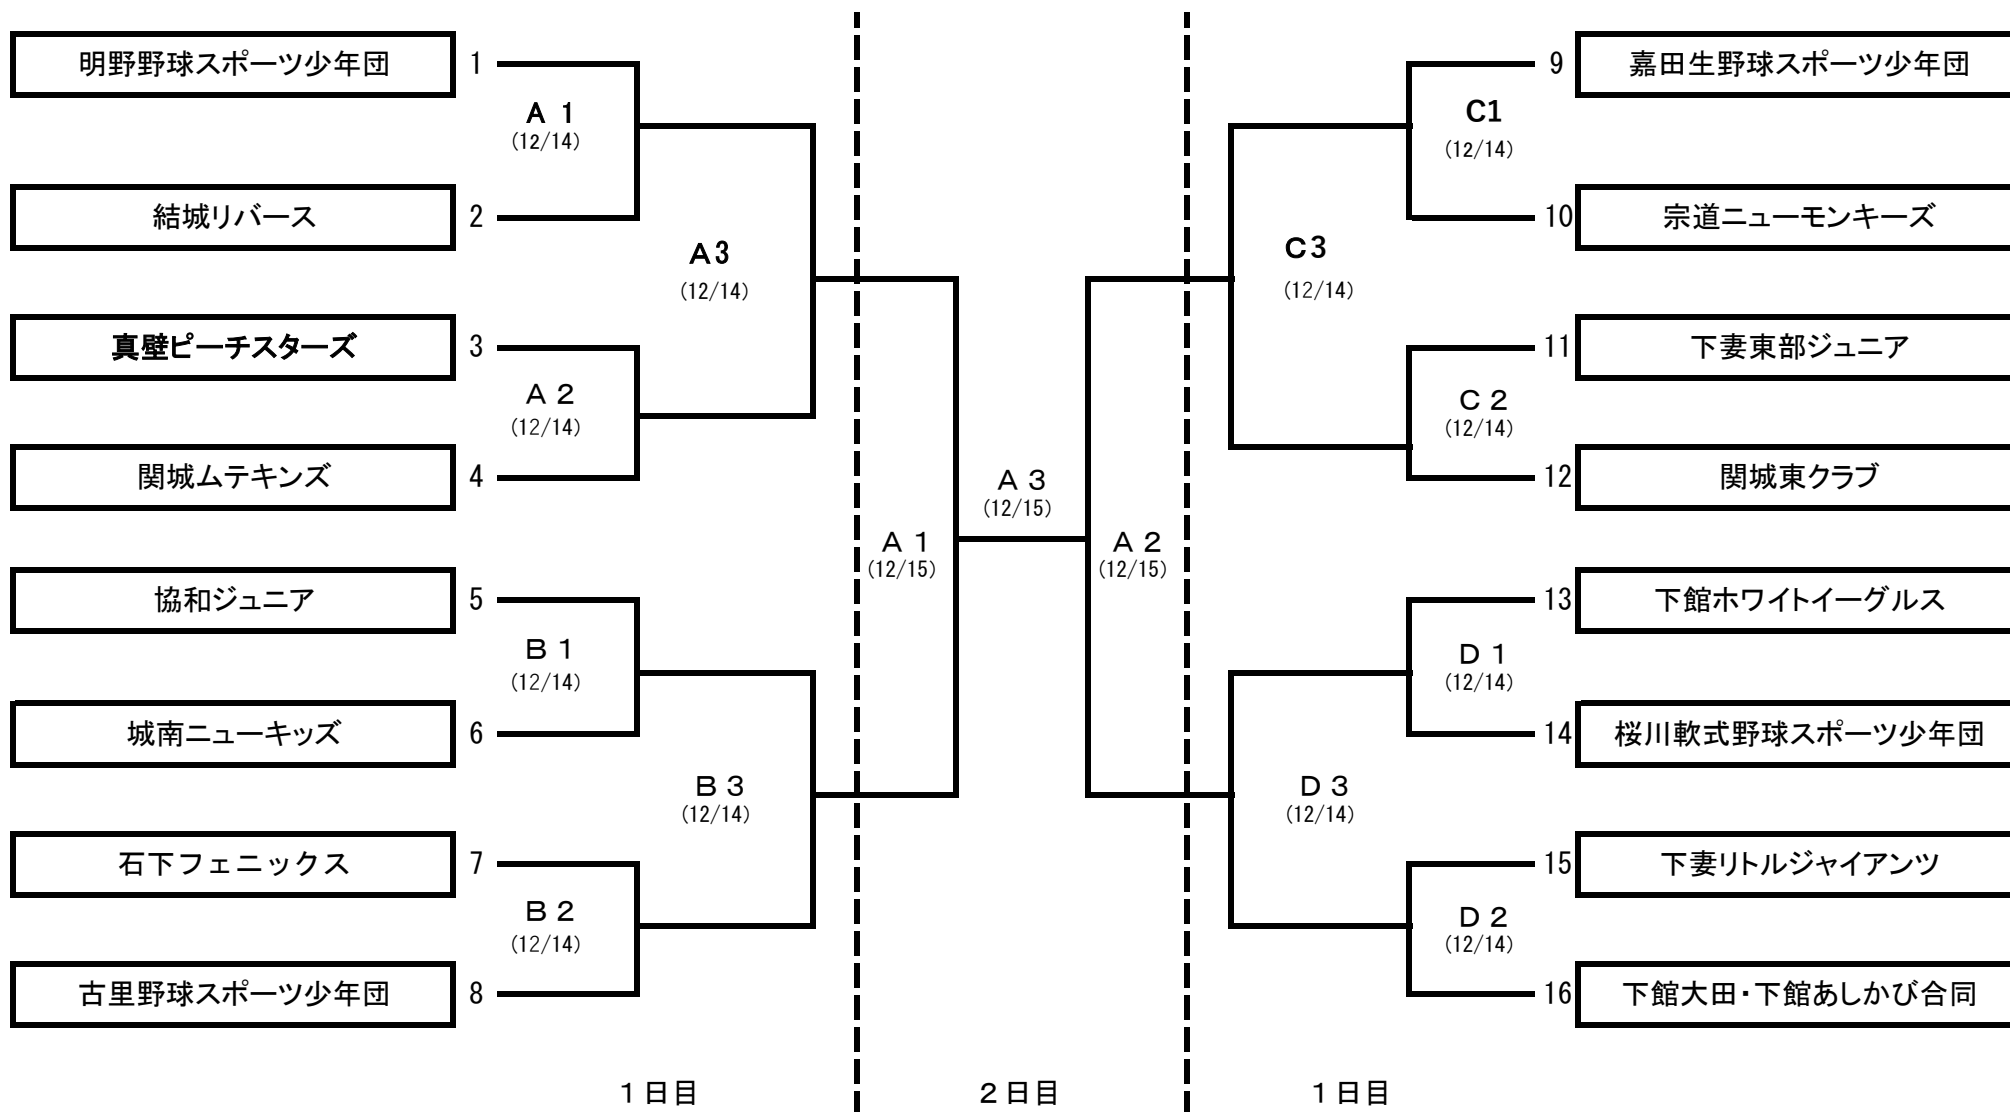 明野野球スポーツ少年団 1
A 1
(12/14)
結城リバース 2
A3
(12/14)
真壁ピーチスターズ 3
A 2
(12/14)
関城ムテキンズ 4
協和ジュニア 5
B 1
(12/14)
城南ニューキッズ 6
B 3
(12/14)
石下フェニックス 7
B 2
(12/14)
古里野球スポーツ少年団 8
A 1
(12/15)
A 3
(12/15)
A 2
(12/15)
9 嘉田生野球スポーツ少年団
C1
(12/14)
10 宗道ニューモンキーズ
C3
(12/14)
11 下妻東部ジュニア
C 2
(12/14)
12 関城東クラブ
13 下館ホワイトイーグルス
D 1
(12/14)
14 桜川軟式野球スポーツ少年団
D 3
(12/14)
15 下妻リトルジャイアンツ
D 2
(12/14)
16 下館大田・下館あしかび合同
1日目 2日目 1日目